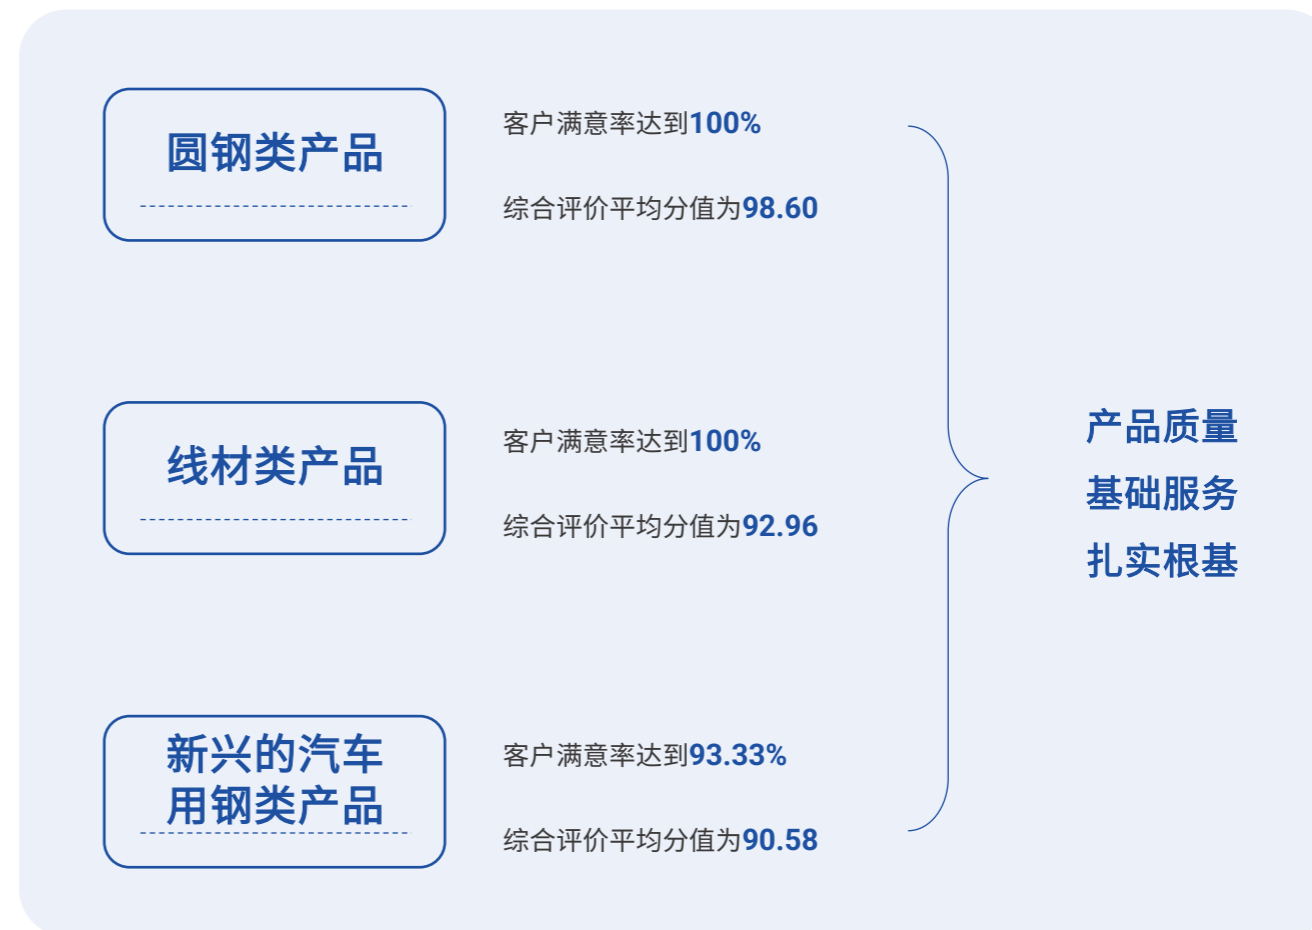 圆钢类产品
客户满意率达到100%
综合评价平均分值为98.60
线材类产品
客户满意率达到100%
综合评价平均分值为92.96
新兴的汽车
用钢类产品
客户满意率达到93.33%
综合评价平均分值为90.58
产品质量
基础服务
扎实根基